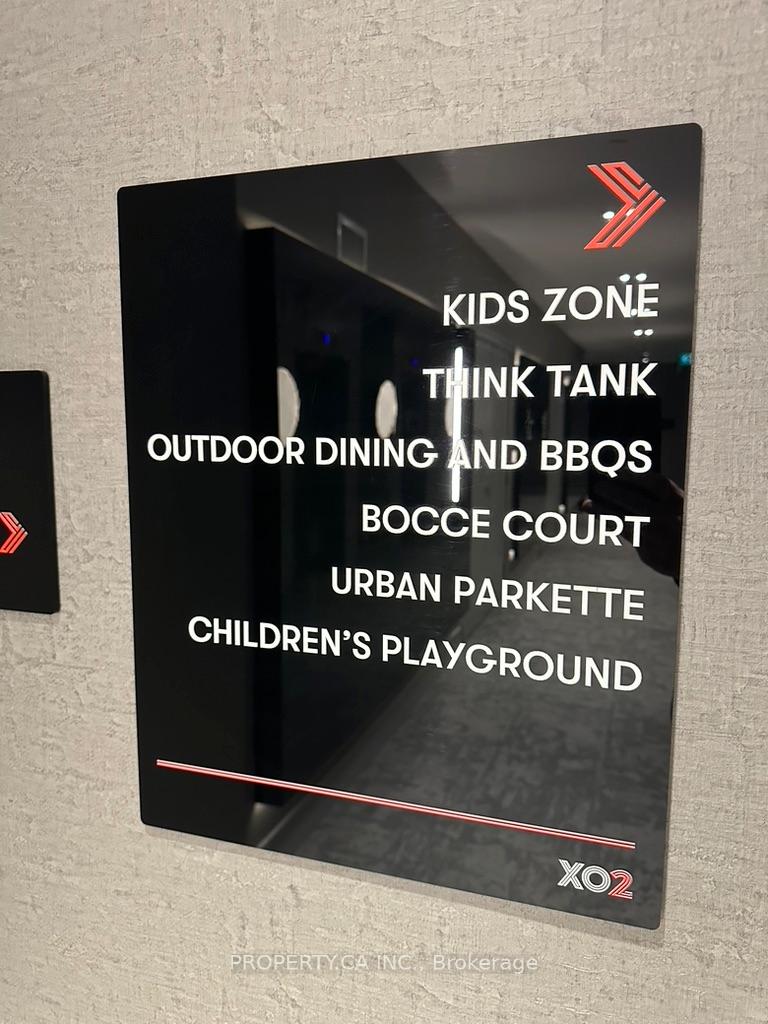 KIDS ZONE
THINK TANK
OUTDOOR DINING AND BBQS
BOCCE COURT
URBAN PARKETTE
CHILDREN'S PLAYGROUND
XO2
PROPERTY.CA INC., Brokerage